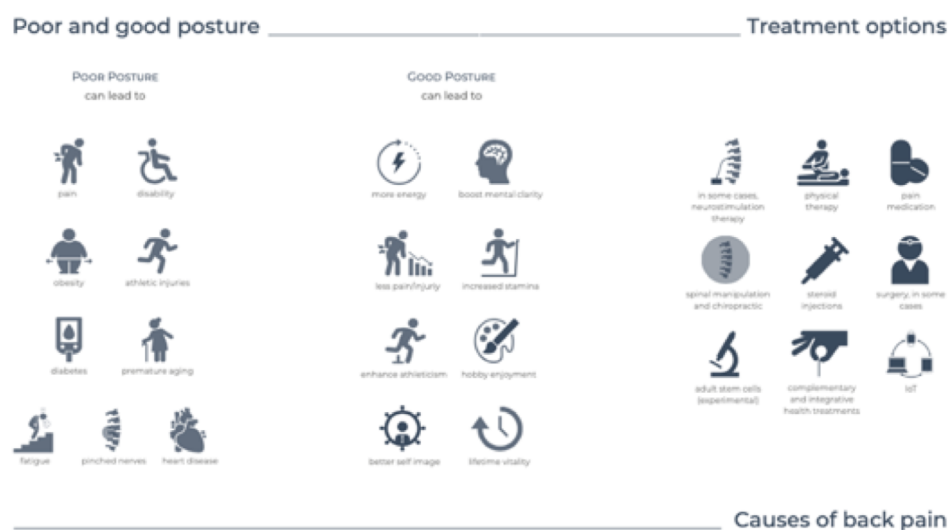 Poor and good posture
Treatment options
POOR POSTURE
can lead to
pain
disability
obesity
athletic injuries
diabetes
premature aging
fatigue
pinched nerves
heart disease
GOOD POSTURE
can lead to
more energy
boost mental clarity
less pain/injuriy
increased stamina
enhance athleticism
hobby enjoyment
better self image
lifetime vitality
in some cases,
neurostimulation
therapy
physical
therapy
pain
medication
spinal manipulation
and chiropractic
steroid
injections
surgery, in some
cases
adult stem cells
(experimental)
complementary
and integrative
health treatments
IoT
Causes of back pain